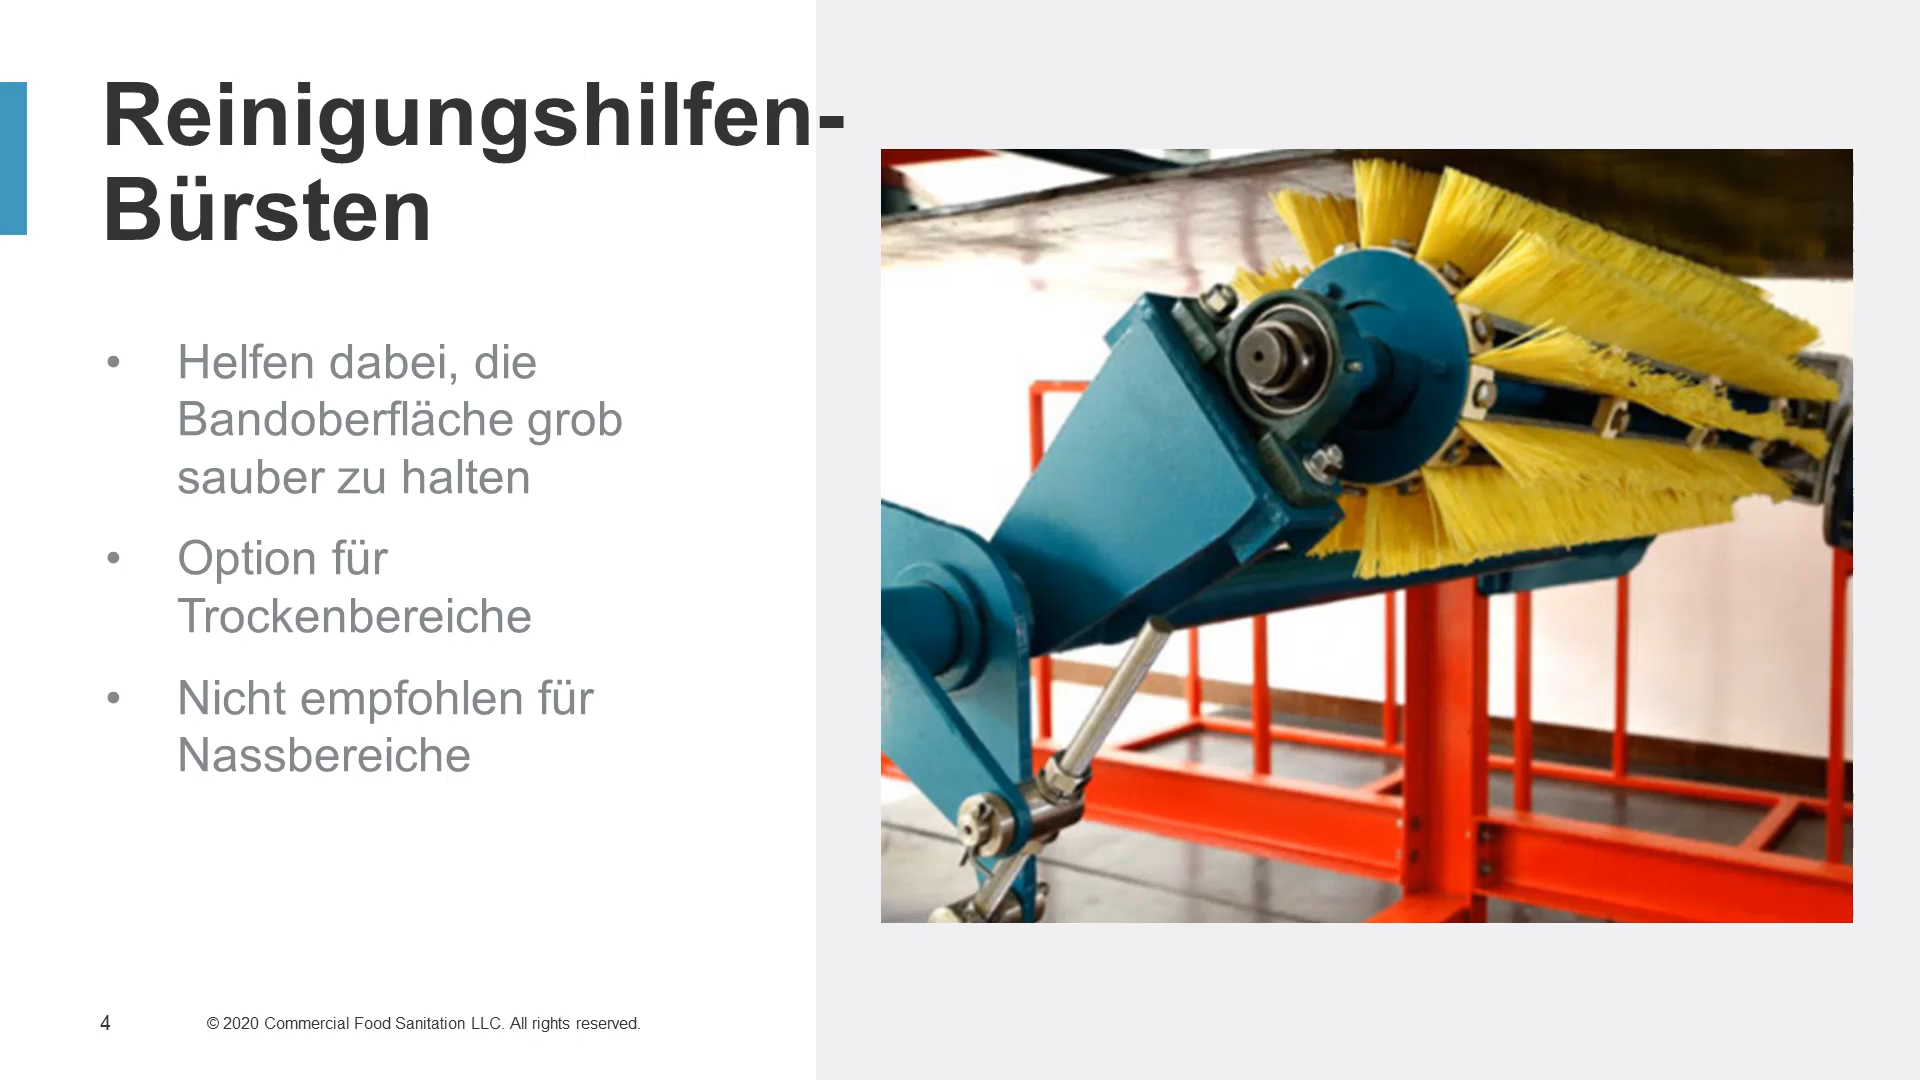 Reinigungshilfen-
Bürsten
• Helfen dabei, die
Bandoberfläche grob
sauber zu halten
• Option für
Trockenbereiche
• Nicht empfohlen für
Nassbereiche
4
© 2020 Commercial Food Sanitation LLC. All rights reserved.